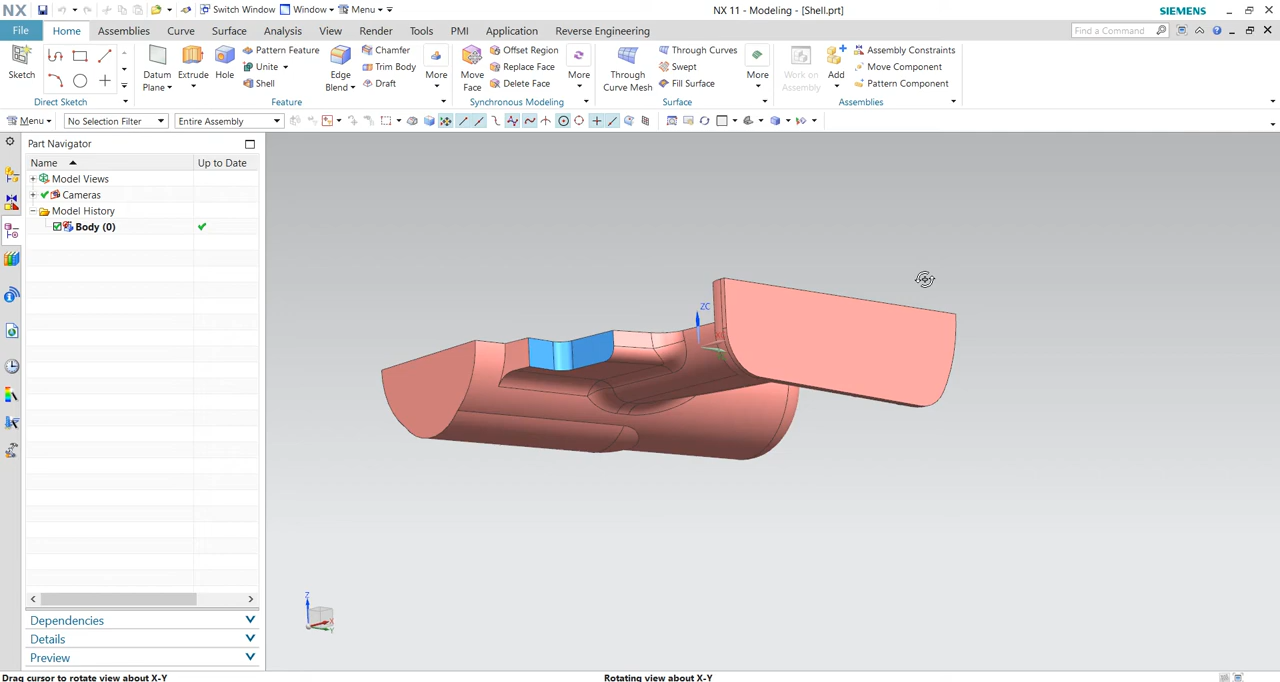 NX Switch Window Window Menu NX 11 - Modeling - [Shell.prt] SIEMENS
File Home Assemblies Curve Surface Analysis View Render Tools PMI Application Reverse Engineering Find a Command
Sketch Direct Sketch
Datum Plane Extrude Hole Pattern Feature Unite Shell Edge Blend Chamfer Trim Body Draft More Feature
Move Face Offset Region Replace Face Delete Face More Synchronous Modeling
Through Curve Mesh Through Curves Swept Fill Surface More Surface
Work on Assembly Add Assembly Constraints Move Component Pattern Component Assemblies
Menu No Selection Filter Entire Assembly
Part Navigator
Name Up to Date
Model Views
Cameras
Model History
Body (0)
ZC
Z
X
Y
Dependencies
Details
Preview
Drag cursor to rotate view about X-Y Rotating view about X-Y